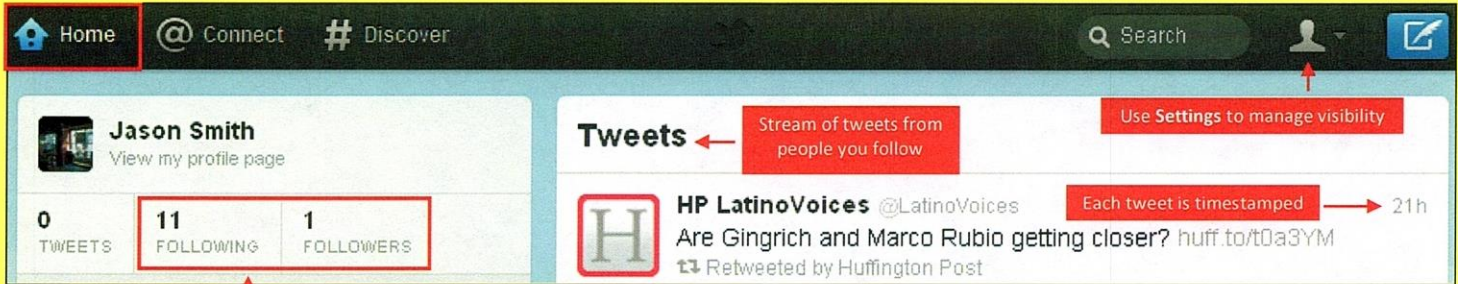 Home @ Connect # Discover Search
Use Settings to manage visibility
Jason Smith
View my profile page
0 11 1
TWEETS FOLLOWING FOLLOWERS
Tweets
Stream of tweets from
people you follow
H
HP LatinoVoices @LatinoVoices Each tweet is timestamped 21h
Are Gingrich and Marco Rubio getting closer? huff.to/t0a3YM
Retweeted by Huffington Post